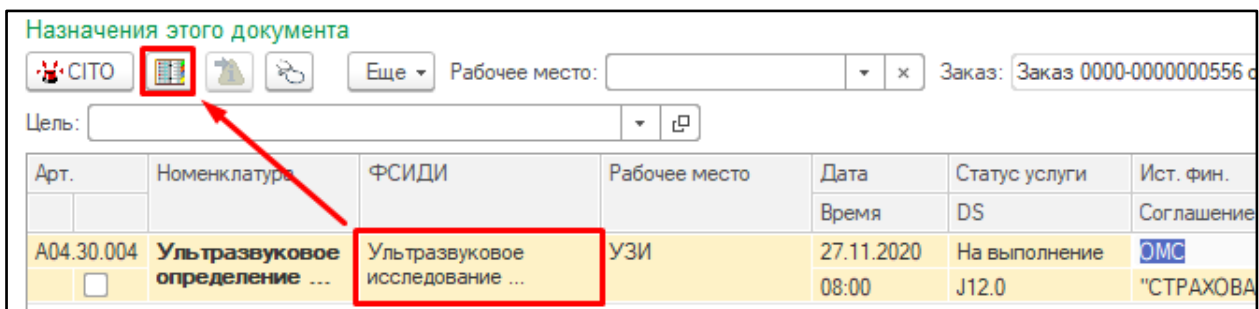 Назначения этого документа
CITO Еще Рабочее место: Заказ: Заказ 0000-0000000556 о
Цель:
Арт. Номенклатура ФСИДИ Рабочее место Дата Статус услуги Ист. фин.
Время DS Соглашение
A04.30.004 Ультразвуковое Ультразвуковое УЗИ 27.11.2020 На выполнение ОМС
определение ... исследование ... 08:00 J12.0 "СТРАХОВА